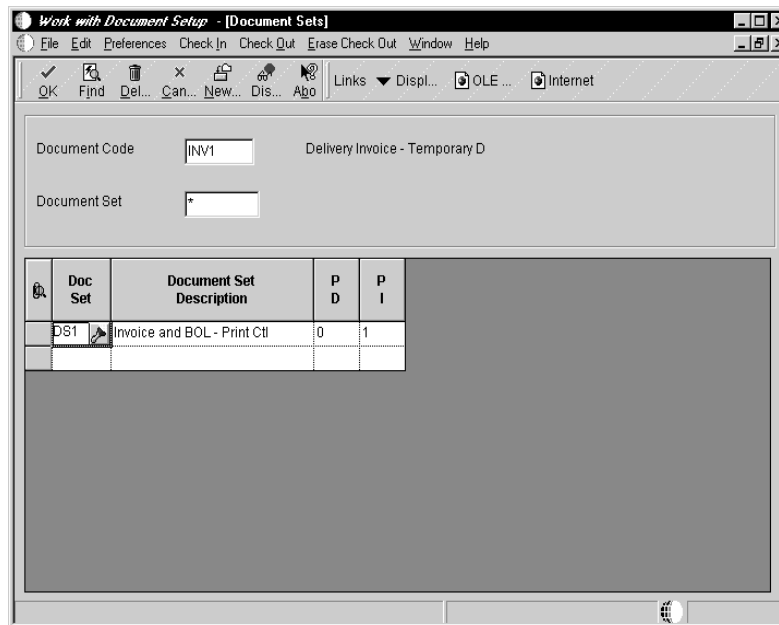 Work with Document Setup - [Document Sets]
File Edit Preferences Check In Check Out Erase Check Out Window Help
OK Find Del... Can... New... Dis... Abo Links Displ... OLE ... Internet
Document Code INV1 Delivery Invoice - Temporary D
Document Set *
Doc Set Document Set Description P D P I
DS1 Invoice and BOL - Print Ctl 0 1